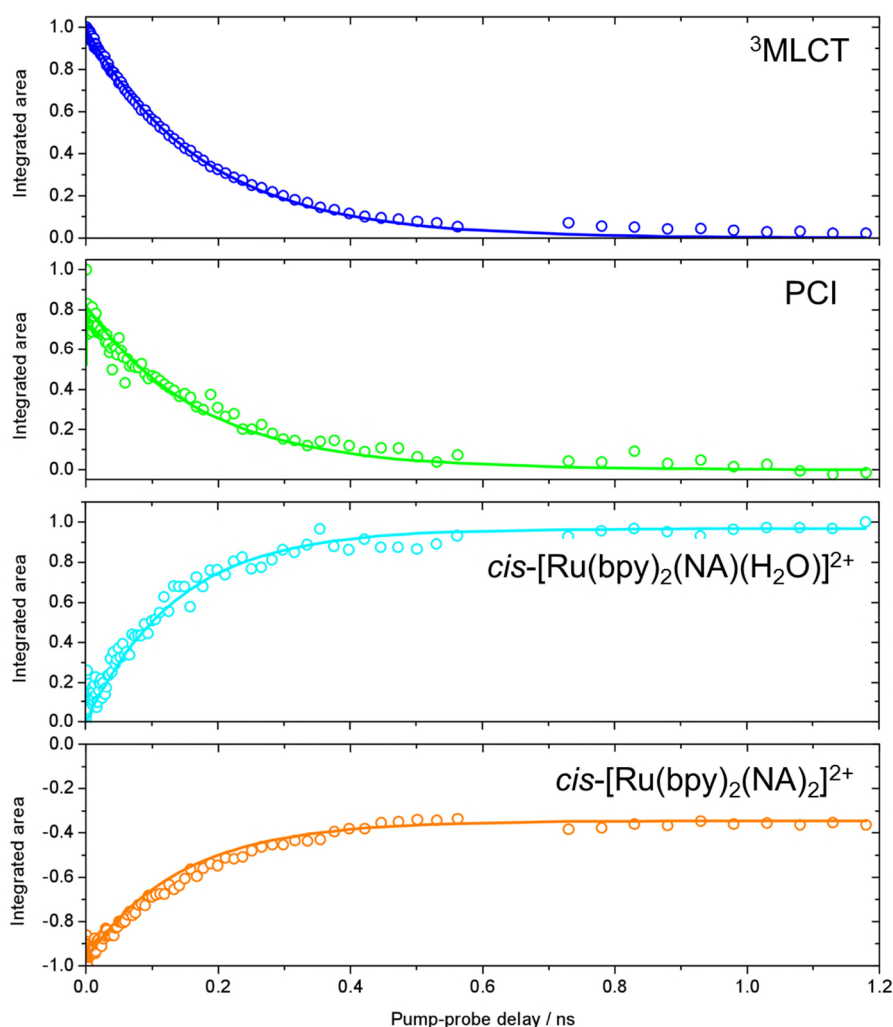 ³MLCT
1.0
0.8
0.6
0.4
0.2
0.0
Integrated area
PCI
1.0
0.8
0.6
0.4
0.2
0.0
Integrated area
cis-[Ru(bpy)₂(NA)(H₂O)]²⁺
1.0
0.8
0.6
0.4
0.2
0.0
Integrated area
cis-[Ru(bpy)₂(NA)₂]²⁺
0.0
-0.2
-0.4
-0.6
-0.8
-1.0
Integrated area
0.0 0.2 0.4 0.6 0.8 1.0 1.2
Pump-probe delay / ns